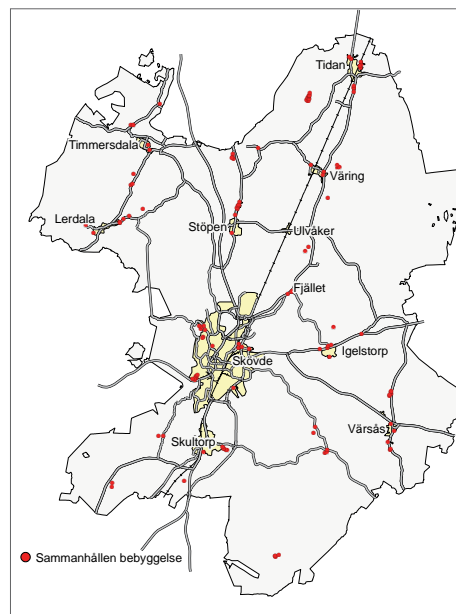 Tidan
Timmersdala
Väring
Lerdala
Stöpen
Ulvåker
Fjället
Igelstorp
Skövde
Värsås
Skultorp
Sammanhållen bebyggelse